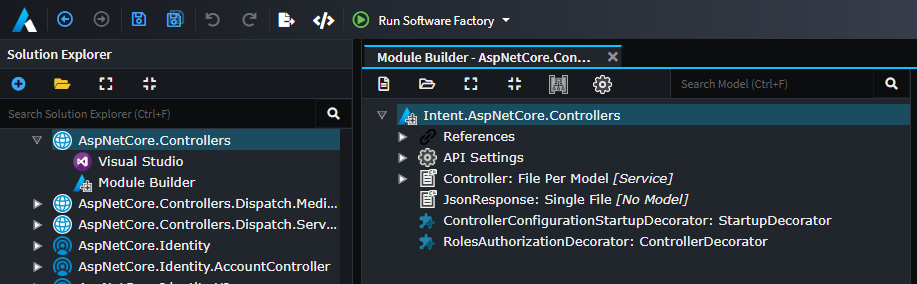 Run Software Factory
Solution Explorer
Search Solution Explorer (Ctrl+F)
AspNetCore.Controllers
Visual Studio
Module Builder
AspNetCore.Controllers.Dispatch.Medi...
AspNetCore.Controllers.Dispatch.Serv...
AspNetCore.Identity
AspNetCore.Identity.AccountController
Module Builder - AspNetCore.Con...
Search Model (Ctrl+F)
Intent.AspNetCore.Controllers
References
API Settings
Controller: File Per Model [Service]
JsonResponse: Single File [No Model]
ControllerConfigurationStartupDecorator: StartupDecorator
RolesAuthorizationDecorator: ControllerDecorator